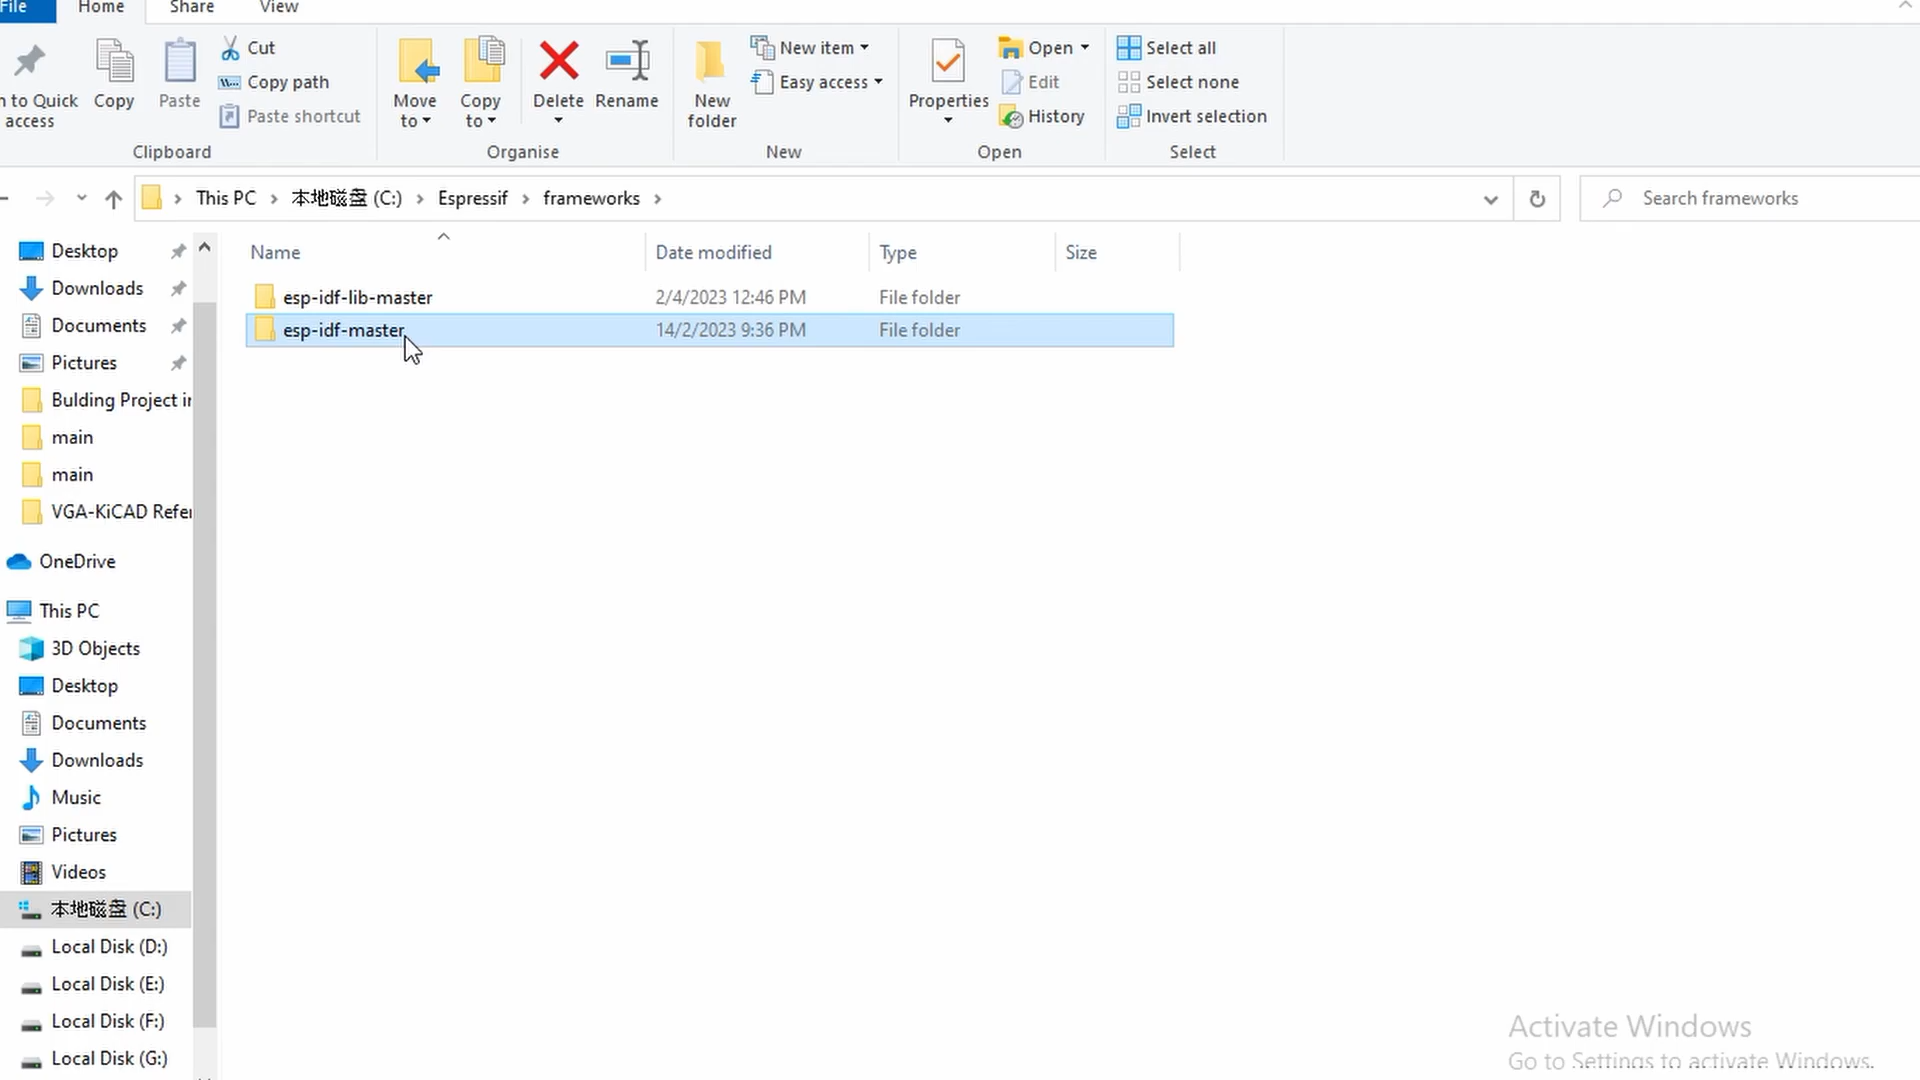 File Home Share View
n to Quick access
Copy
Paste
Cut
Copy path
Paste shortcut
Clipboard
Move to
Copy to
Delete
Rename
Organise
New folder
New item
Easy access
New
Properties
Open
Edit
History
Open
Select all
Select none
Invert selection
Select
This PC > 本地磁盘 (C:) > Espressif > frameworks >
Search frameworks
Name Date modified Type Size
esp-idf-lib-master 2/4/2023 12:46 PM File folder
esp-idf-master 14/2/2023 9:36 PM File folder
Desktop
Downloads
Documents
Pictures
Bulding Project in
main
main
VGA-KiCAD Refer
OneDrive
This PC
3D Objects
Desktop
Documents
Downloads
Music
Pictures
Videos
本地磁盘 (C:)
Local Disk (D:)
Local Disk (E:)
Local Disk (F:)
Local Disk (G:)
Activate Windows
Go to Settings to activate Windows.